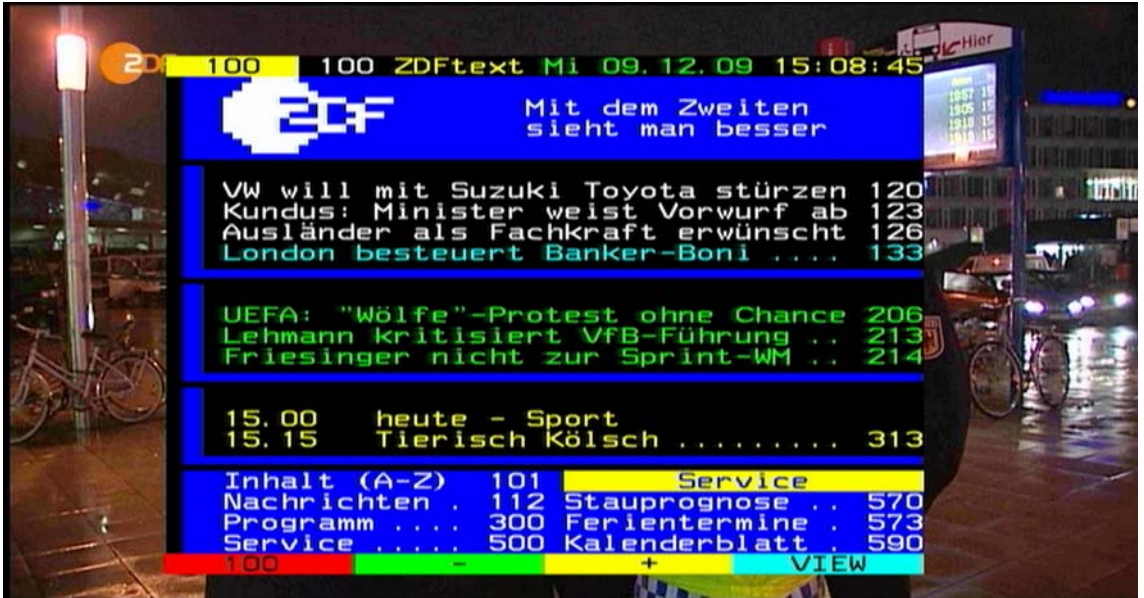 Hier
ZDF
100 100 ZDFtext Mi 09.12.09 15:08:45
ZDF
Mit dem Zweiten
sieht man besser
VW will mit Suzuki Toyota stürzen 120
Kundus: Minister weist Vorwurf ab 123
Ausländer als Fachkraft erwünscht 126
London besteuert Banker-Boni .... 133
UEFA: "Wölfe"-Protest ohne Chance 206
Lehmann kritisiert VfB-Führung .. 213
Friesinger nicht zur Sprint-WM .. 214
15.00 heute - Sport
15.15 Tierisch Kölsch ......... 313
Inhalt (A-Z) 101 Service
Nachrichten . 112 Stauprognose .. 570
Programm .... 300 Ferientermine . 573
Service ..... 500 Kalenderblatt . 590
100 - + VIEW